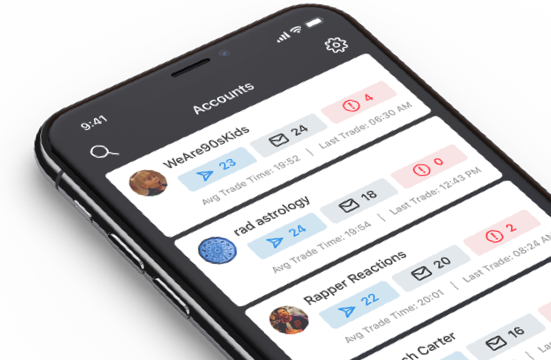 9:41
Accounts
WeAre90sKids
23 24 4
Avg Trade Time: 19:52 | Last Trade: 06:30 AM
rad astrology
24 18 0
Avg Trade Time: 19:54 | Last Trade: 12:43 PM
Rapper Reactions
22 20 2
Avg Trade Time: 20:01 | Last Trade: 08:24 AM
Carter
16